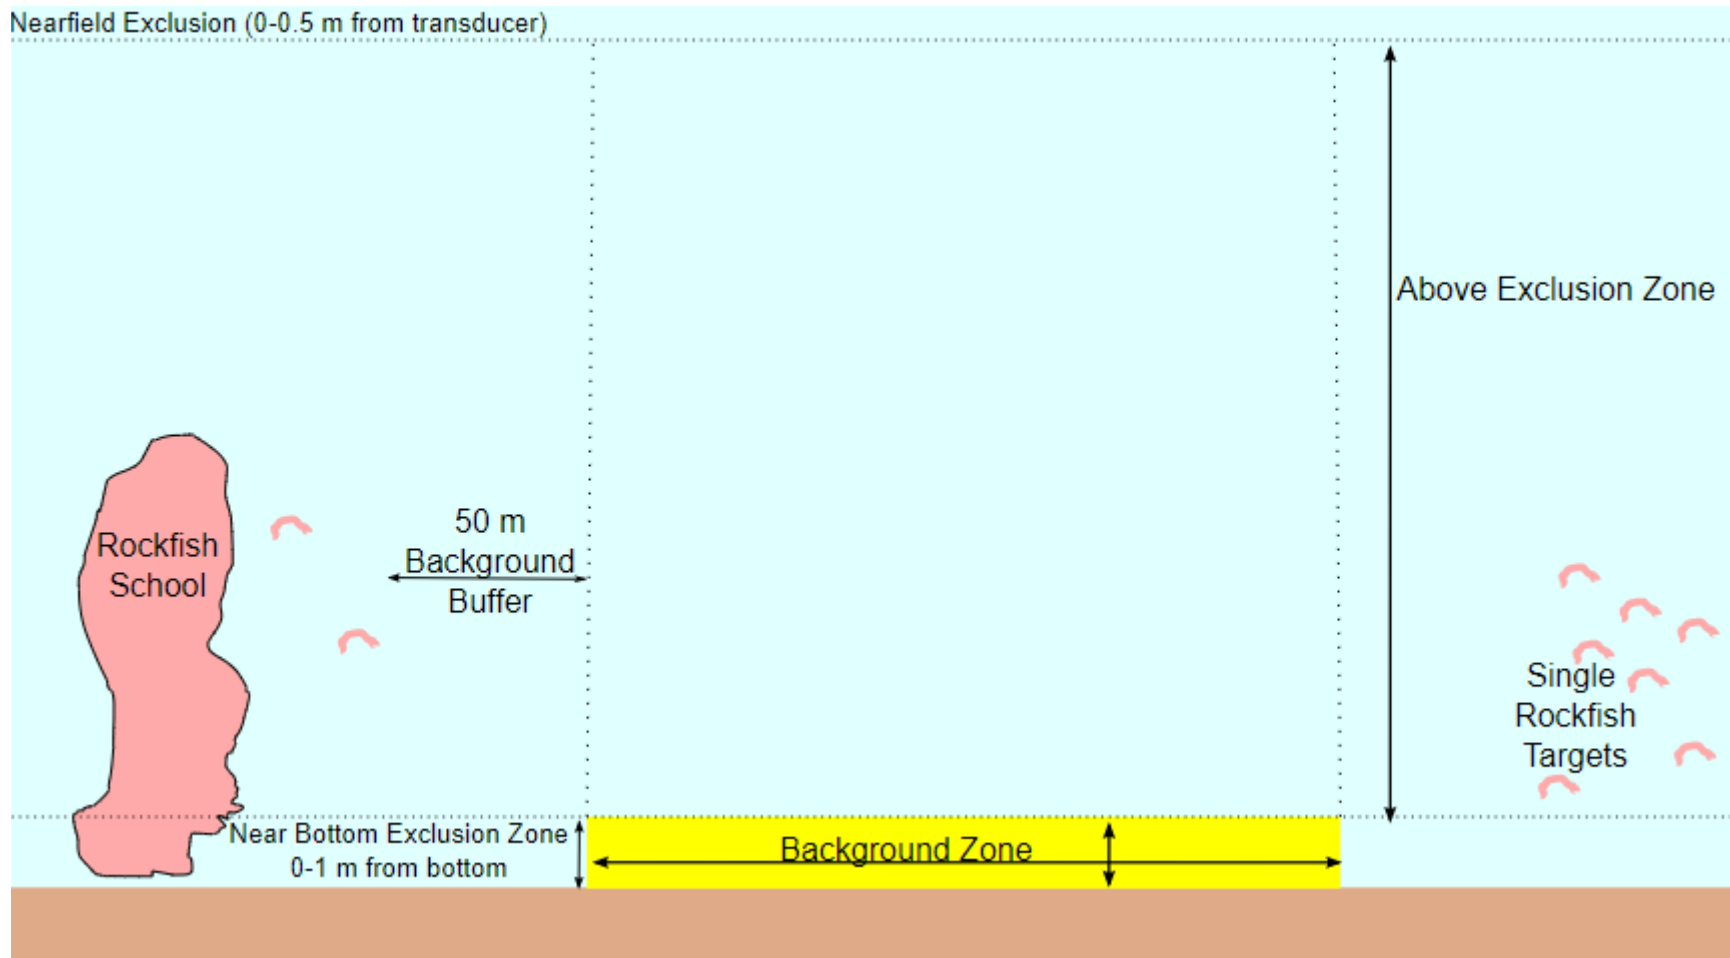 Nearfield Exclusion (0-0.5 m from transducer)
Above Exclusion Zone
50 m
Background
Buffer
Rockfish
School
Single
Rockfish
Targets
Near Bottom Exclusion Zone
0-1 m from bottom
Background Zone